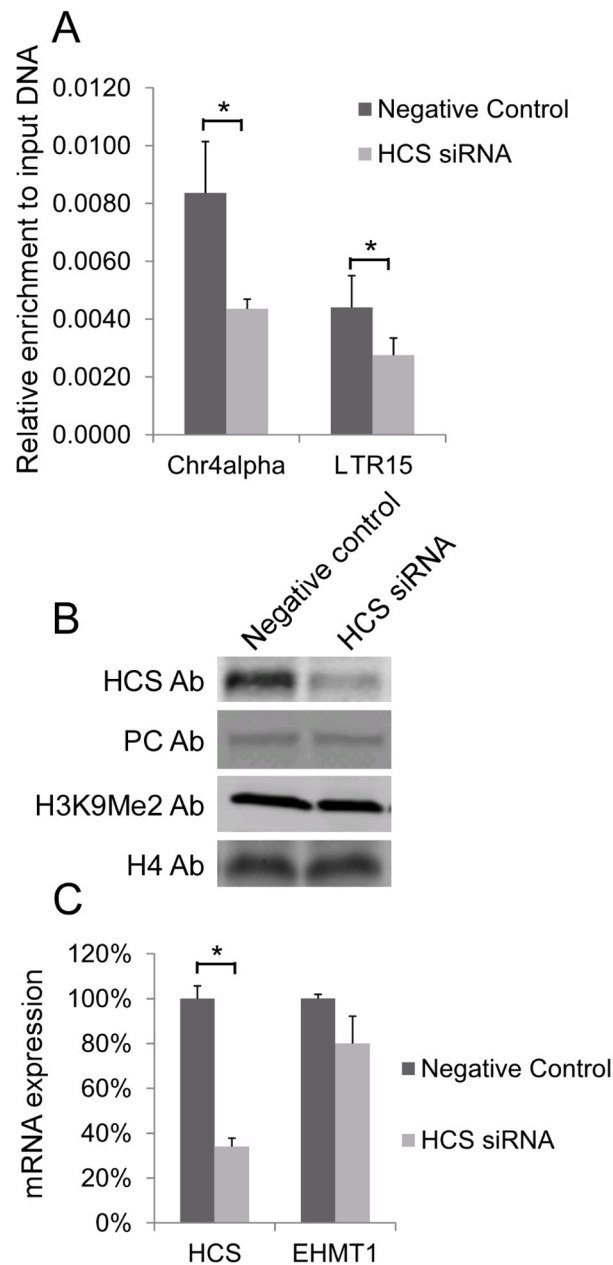 A
Relative enrichment to input DNA
0.0120
0.0100
0.0080
0.0060
0.0040
0.0020
0.0000
*
*
Negative Control
HCS siRNA
Chr4alpha
LTR15
B
Negative control
HCS siRNA
HCS Ab
PC Ab
H3K9Me2 Ab
H4 Ab
C
mRNA expression
120%
100%
80%
60%
40%
20%
0%
*
Negative Control
HCS siRNA
HCS
EHMT1